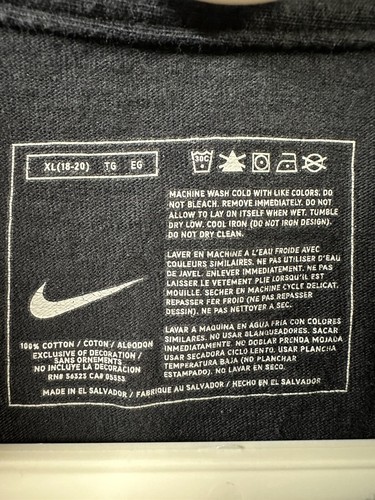 XL(18-20) TG EG
30C
MACHINE WASH COLD WITH LIKE COLORS. DO
NOT BLEACH. REMOVE IMMEDIATELY. DO NOT
ALLOW TO LAY ON ITSELF WHEN WET. TUMBLE
DRY LOW. COOL IRON (DO NOT IRON DESIGN).
DO NOT DRY CLEAN.
LAVER EN MACHINE A L'EAU FROIDE AVEC
COULEURS SIMILAIRES. NE PAS UTILISER D'EAU
DE JAVEL. ENLEVER IMMEDIATEMENT. NE PAS
LAISSER LE VETEMENT PLIE LORSQU'IL EST
MOUILLE. SECHER EN MACHINE CYCLE DELICAT.
REPASSER FER FROID (NE PAS REPASSER
DESSIN). NE PAS NETTOYER A SEC.
LAVAR A MAQUINA EN AGUA FRIA CON COLORES
SIMILARES. NO USAR BLANQUEADORES. SACAR
INMEDIATAMENTE. NO DOBLAR PRENDA MOJADA
USAR SECADORA CICLO LENTO. USAR PLANCHA
TEMPERATURA BAJA (NO PLANCHAR
ESTAMPADO). NO LAVAR EN SECO.
100% COTTON / COTON / ALGODON
EXCLUSIVE OF DECORATION /
SANS ORNEMENTS
NO INCLUYE LA DECORACION
RN# 56323 CA# 05553
MADE IN EL SALVADOR / FABRIQUE AU SALVADOR / HECHO EN EL SALVADOR